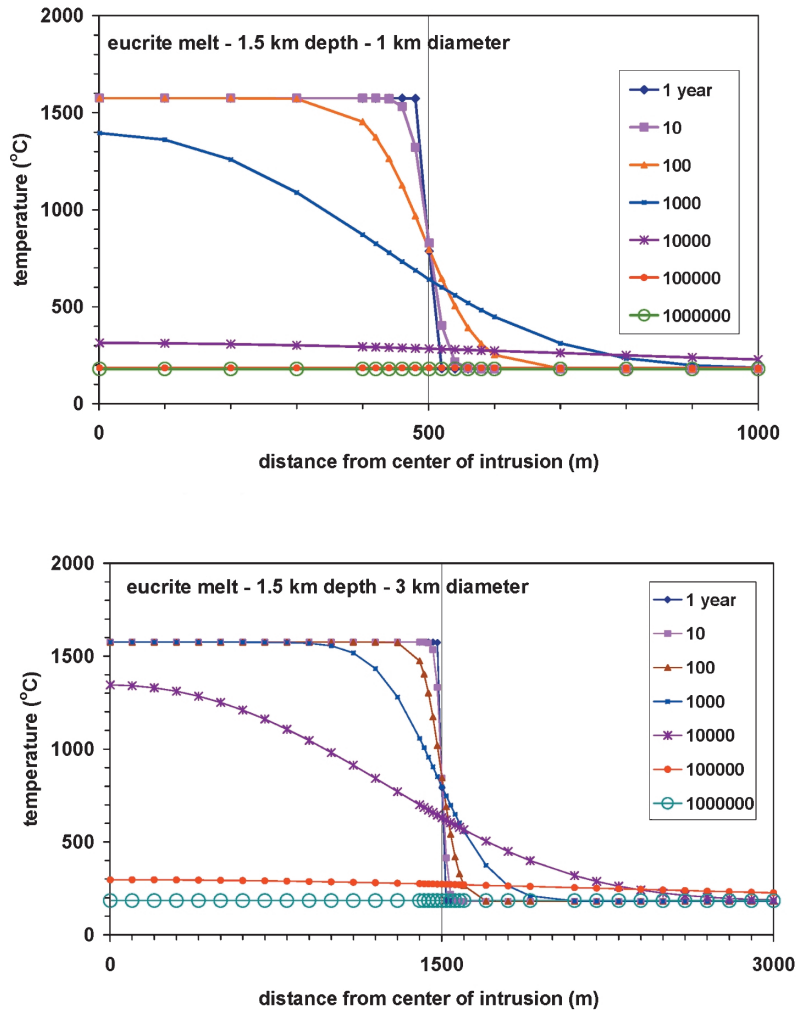 2000
eucrite melt - 1.5 km depth - 1 km diameter
1500
1000
500
0
temperature (°C)
1 year
10
100
1000
10000
100000
1000000
0 500 1000
distance from center of intrusion (m)
2000
eucrite melt - 1.5 km depth - 3 km diameter
1500
1000
500
0
temperature (°C)
1 year
10
100
1000
10000
100000
1000000
0 1500 3000
distance from center of intrusion (m)